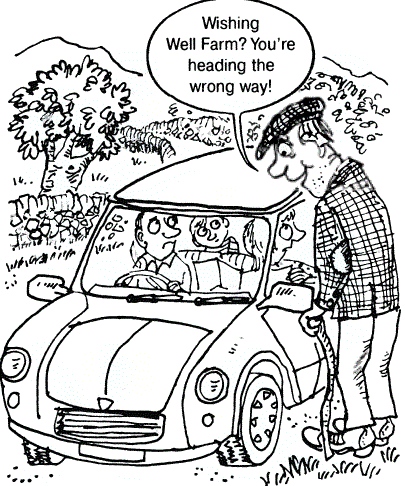 Wishing
Well Farm? You're
heading the
wrong way!